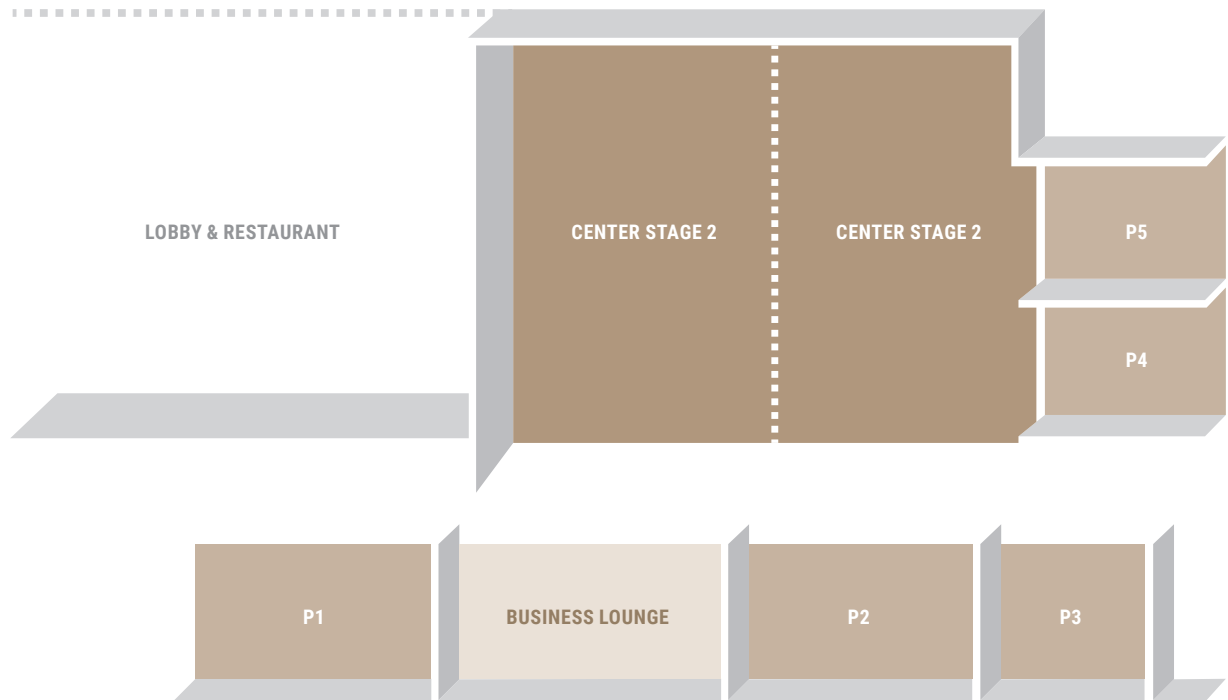 LOBBY & RESTAURANT
CENTER STAGE 2
CENTER STAGE 2
P5
P4
P1
BUSINESS LOUNGE
P2
P3